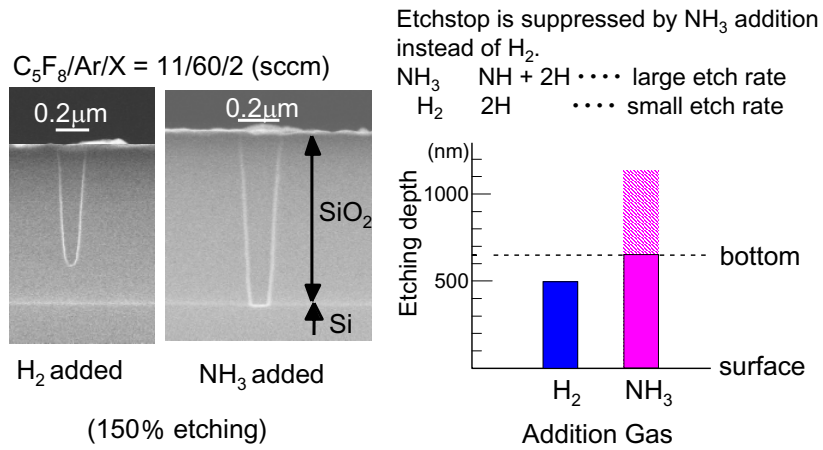 C₅F₈/Ar/X = 11/60/2 (sccm)
0.2μm
0.2μm
SiO₂
Si
H₂ added
NH₃ added
(150% etching)
Etchstop is suppressed by NH₃ addition
instead of H₂.
NH₃ NH + 2H ···· large etch rate
H₂ 2H ···· small etch rate
(nm)
1000
500
Etching depth
bottom
surface
H₂
NH₃
Addition Gas